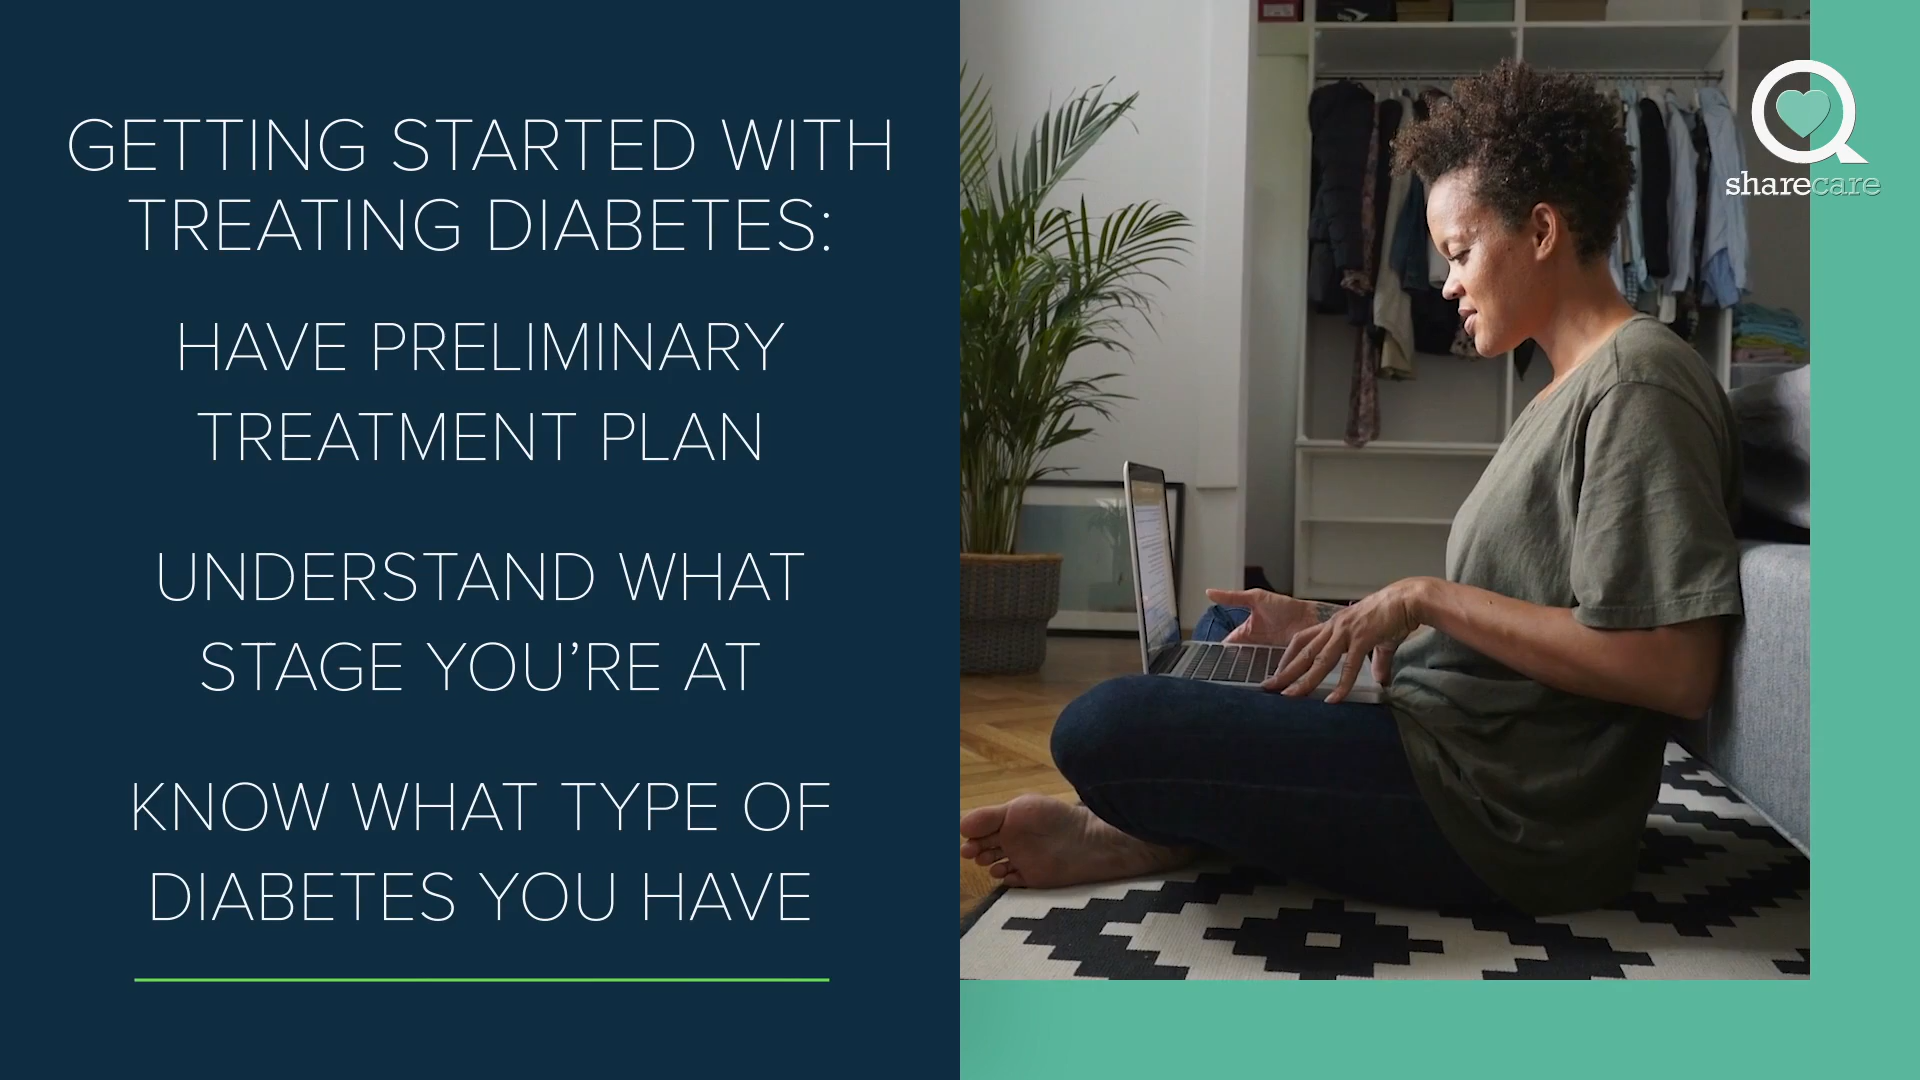 GETTING STARTED WITH
TREATING DIABETES:
HAVE PRELIMINARY
TREATMENT PLAN
UNDERSTAND WHAT
STAGE YOU’RE AT
KNOW WHAT TYPE OF
DIABETES YOU HAVE
sharecare